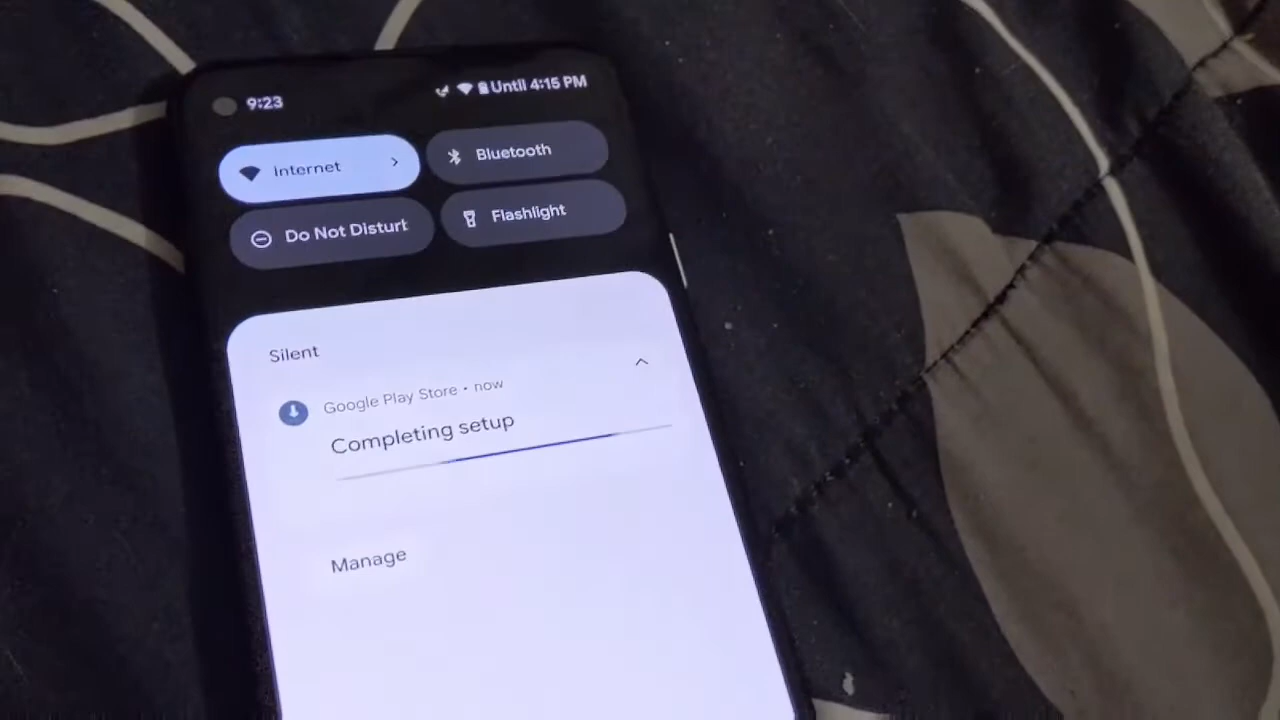 9:23
Until 4:15 PM
Internet
Bluetooth
Do Not Disturt
Flashlight
Silent
Google Play Store • now
Completing setup
Manage